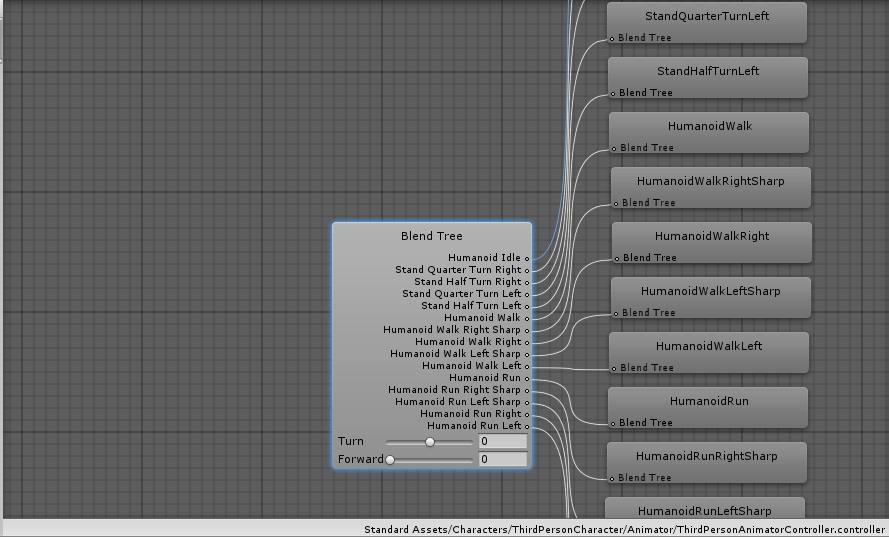 StandQuarterTurnLeft
Blend Tree
StandHalfTurnLeft
Blend Tree
HumanoidWalk
Blend Tree
HumanoidWalkRightSharp
Blend Tree
HumanoidWalkRight
Blend Tree
HumanoidWalkLeftSharp
Blend Tree
HumanoidWalkLeft
Blend Tree
HumanoidRun
Blend Tree
HumanoidRunRightSharp
Blend Tree
HumanoidRunLeftSharp
Blend Tree
Humanoid Idle
Stand Quarter Turn Right
Stand Half Turn Right
Stand Quarter Turn Left
Stand Half Turn Left
Humanoid Walk
Humanoid Walk Right Sharp
Humanoid Walk Right
Humanoid Walk Left Sharp
Humanoid Walk Left
Humanoid Run
Humanoid Run Right Sharp
Humanoid Run Left Sharp
Humanoid Run Right
Humanoid Run Left
Turn 0
Forward 0
Standard Assets/Characters/ThirdPersonCharacter/Animator/ThirdPersonAnimatorController.controller